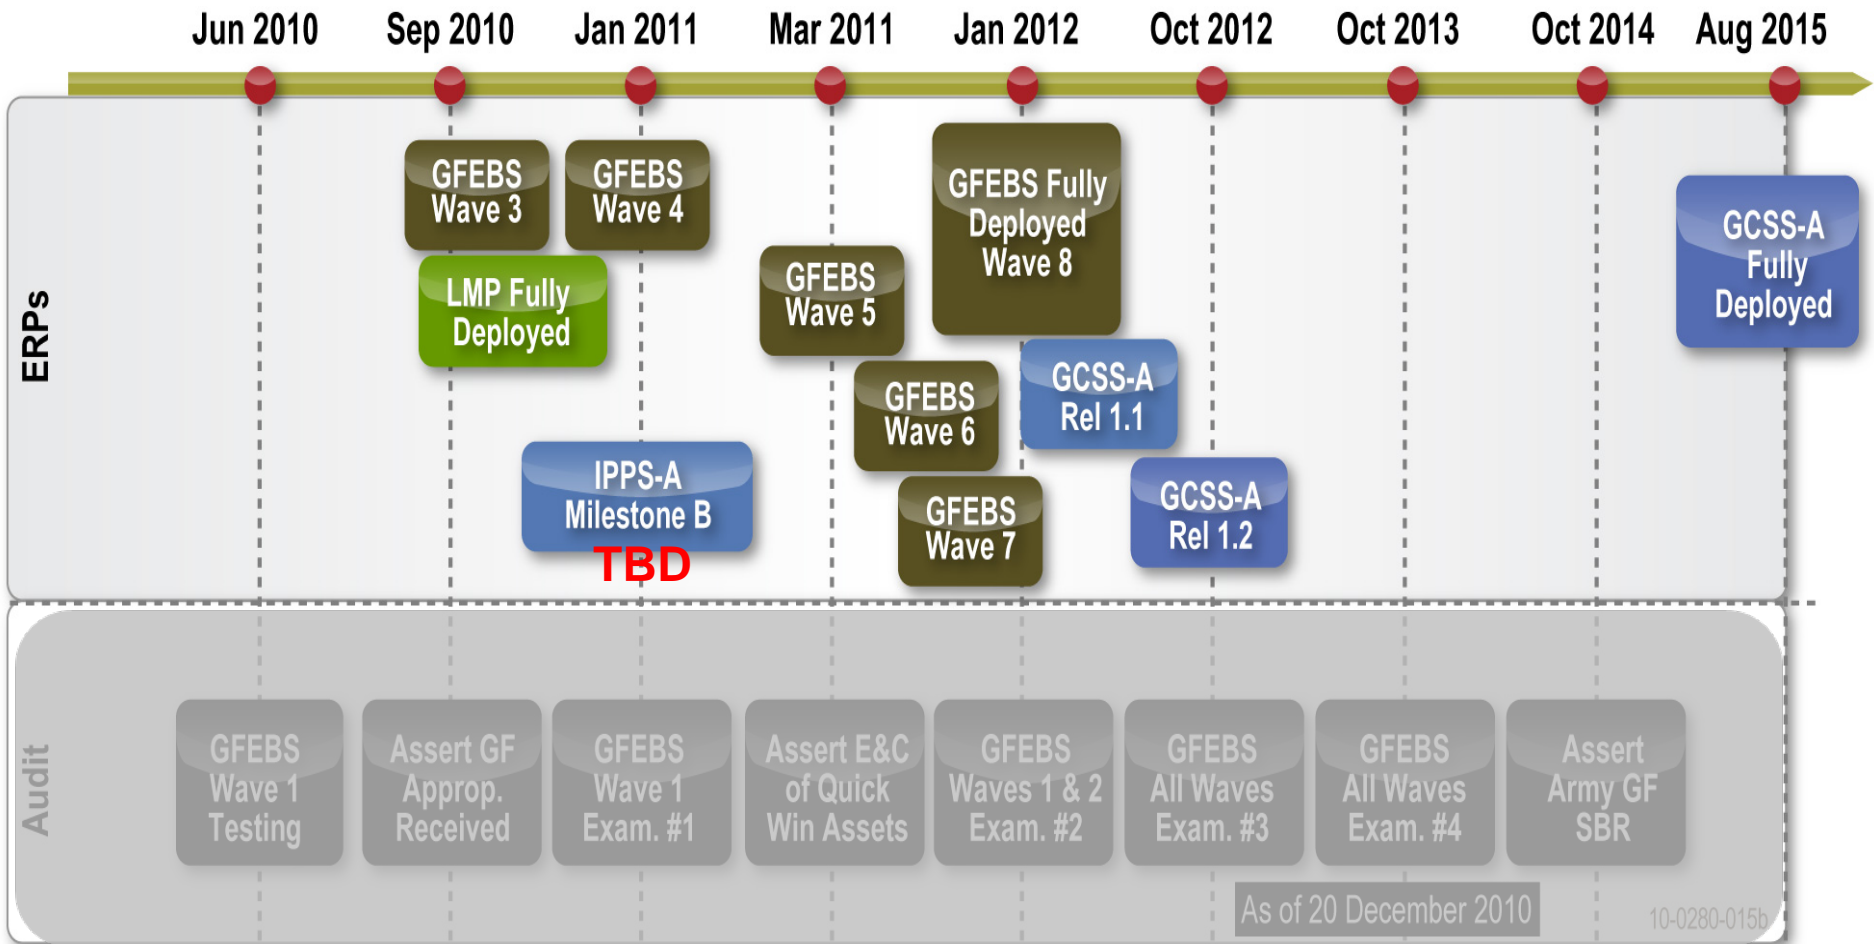 Jun 2010
Sep 2010
Jan 2011
Mar 2011
Jan 2012
Oct 2012
Oct 2013
Oct 2014
Aug 2015
ERPs
GFEBS
Wave 3
GFEBS
Wave 4
LMP Fully
Deployed
IPPS-A
Milestone B
TBD
GFEBS
Wave 5
GFEBS
Wave 6
GFEBS
Wave 7
GFEBS Fully
Deployed
Wave 8
GCSS-A
Rel 1.1
GCSS-A
Rel 1.2
GCSS-A
Fully
Deployed
Audit
GFEBS
Wave 1
Testing
Assert GF
Approp.
Received
GFEBS
Wave 1
Exam. #1
Assert E&C
of Quick
Win Assets
GFEBS
Waves 1 & 2
Exam. #2
GFEBS
All Waves
Exam. #3
GFEBS
All Waves
Exam. #4
Assert
Army GF
SBR
As of 20 December 2010
10-0280-015b